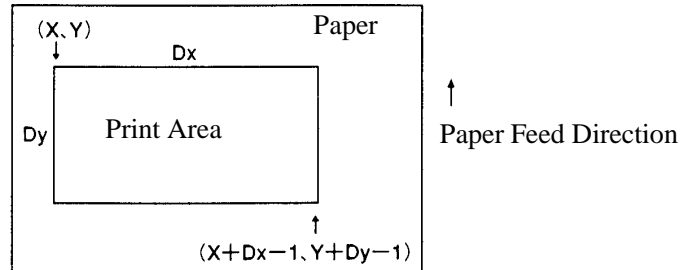 (X、Y)
Paper
Dx
Dy
Print Area
Paper Feed Direction
(X+Dx−1、Y+Dy−1)